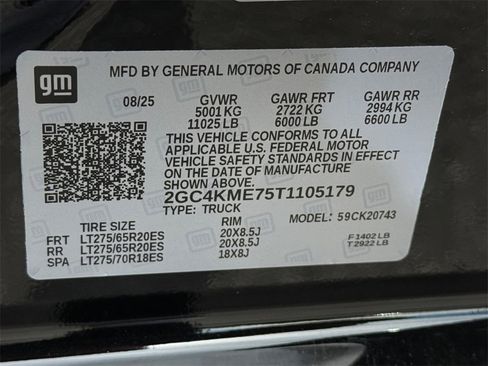 gm
MFD BY GENERAL MOTORS OF CANADA COMPANY
08/25 GVWR GAWR FRT GAWR RR
5001 KG 2722 KG 2994 KG
11025 LB 6000 LB 6600 LB
THIS VEHICLE CONFORMS TO ALL
APPLICABLE U.S. FEDERAL MOTOR
VEHICLE SAFETY STANDARDS IN EFFECT
ON THE DATE OF MANUFACTURE SHOWN ABOVE.
2GC4KME75T1105179
TYPE: TRUCK MODEL: 59CK20743
TIRE SIZE RIM
FRT LT275/65R20ES 20X8.5J F 1402 LB
RR LT275/65R20ES 20X8.5J T 2922 LB
SPA LT275/70R18ES 18X8J